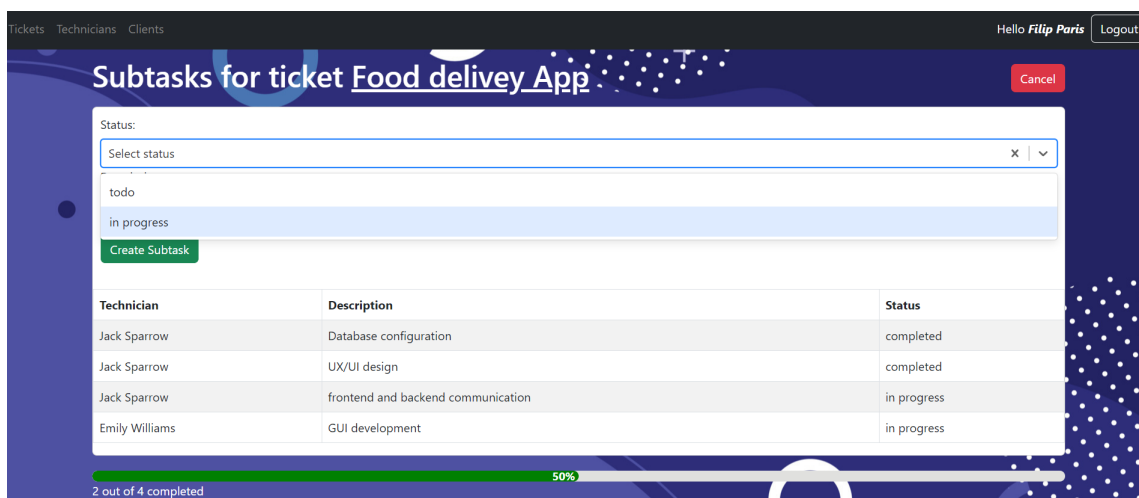 Tickets Technicians Clients Hello Filip Paris Logout
Subtasks for ticket Food delivey App Cancel
Status:
Select status
todo
in progress
Create Subtask
Technician Description Status
Jack Sparrow Database configuration completed
Jack Sparrow UX/UI design completed
Jack Sparrow frontend and backend communication in progress
Emily Williams GUI development in progress
50%
2 out of 4 completed